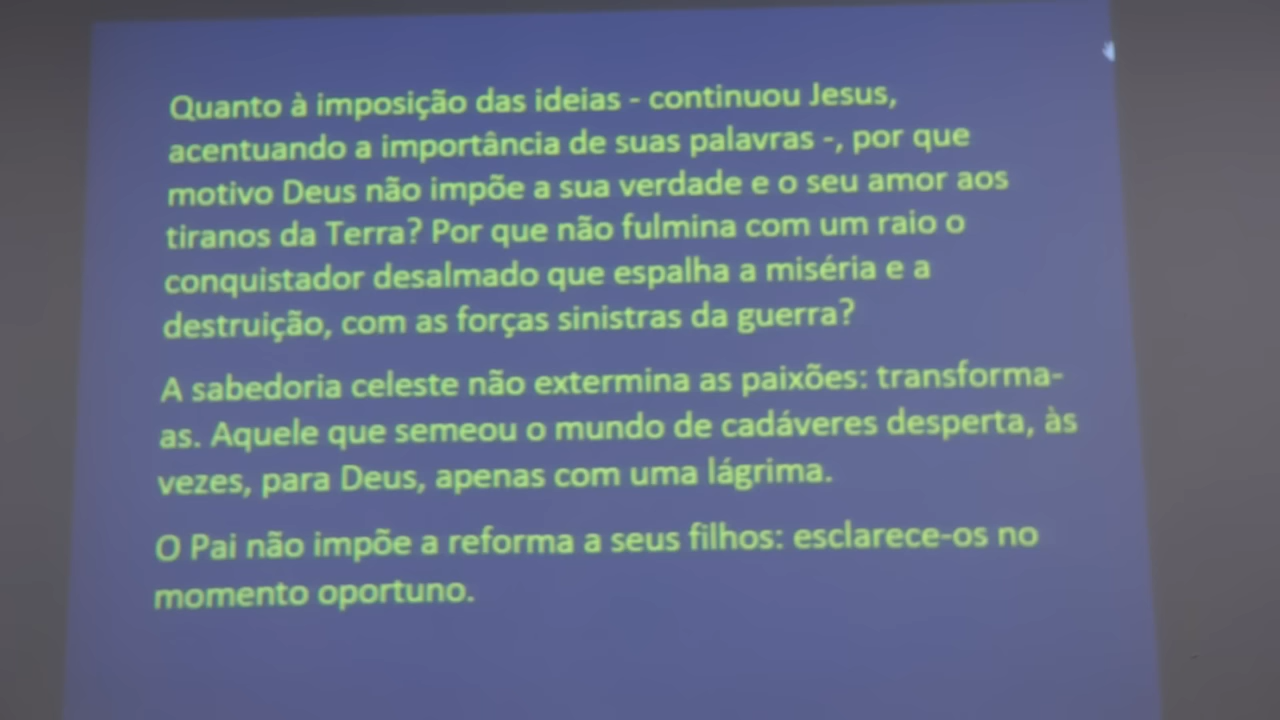 Quanto à imposição das ideias - continuou Jesus,
acentuando a importância de suas palavras -, por que
motivo Deus não impõe a sua verdade e o seu amor aos
tiranos da Terra? Por que não fulmina com um raio o
conquistador desalmado que espalha a miséria e a
destruição, com as forças sinistras da guerra?
A sabedoria celeste não extermina as paixões: transforma-
as. Aquele que semeou o mundo de cadáveres desperta, às
vezes, para Deus, apenas com uma lágrima.
O Pai não impõe a reforma a seus filhos: esclarece-os no
momento oportuno.